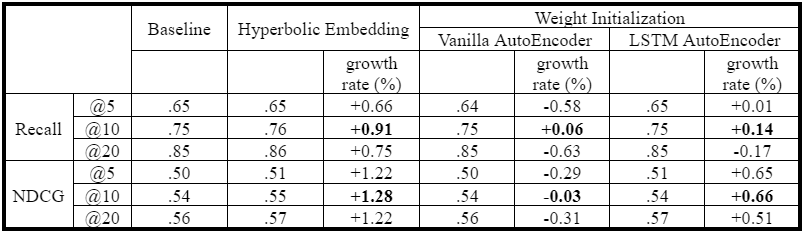 Baseline Hyperbolic Embedding Weight Initialization
Vanilla AutoEncoder LSTM AutoEncoder
growth rate (%) growth rate (%) growth rate (%)
Recall @5 .65 .65 +0.66 .64 -0.58 .65 +0.01
@10 .75 .76 +0.91 .75 +0.06 .75 +0.14
@20 .85 .86 +0.75 .85 -0.63 .85 -0.17
NDCG @5 .50 .51 +1.22 .50 -0.29 .51 +0.65
@10 .54 .55 +1.28 .54 -0.03 .54 +0.66
@20 .56 .57 +1.22 .56 -0.31 .57 +0.51